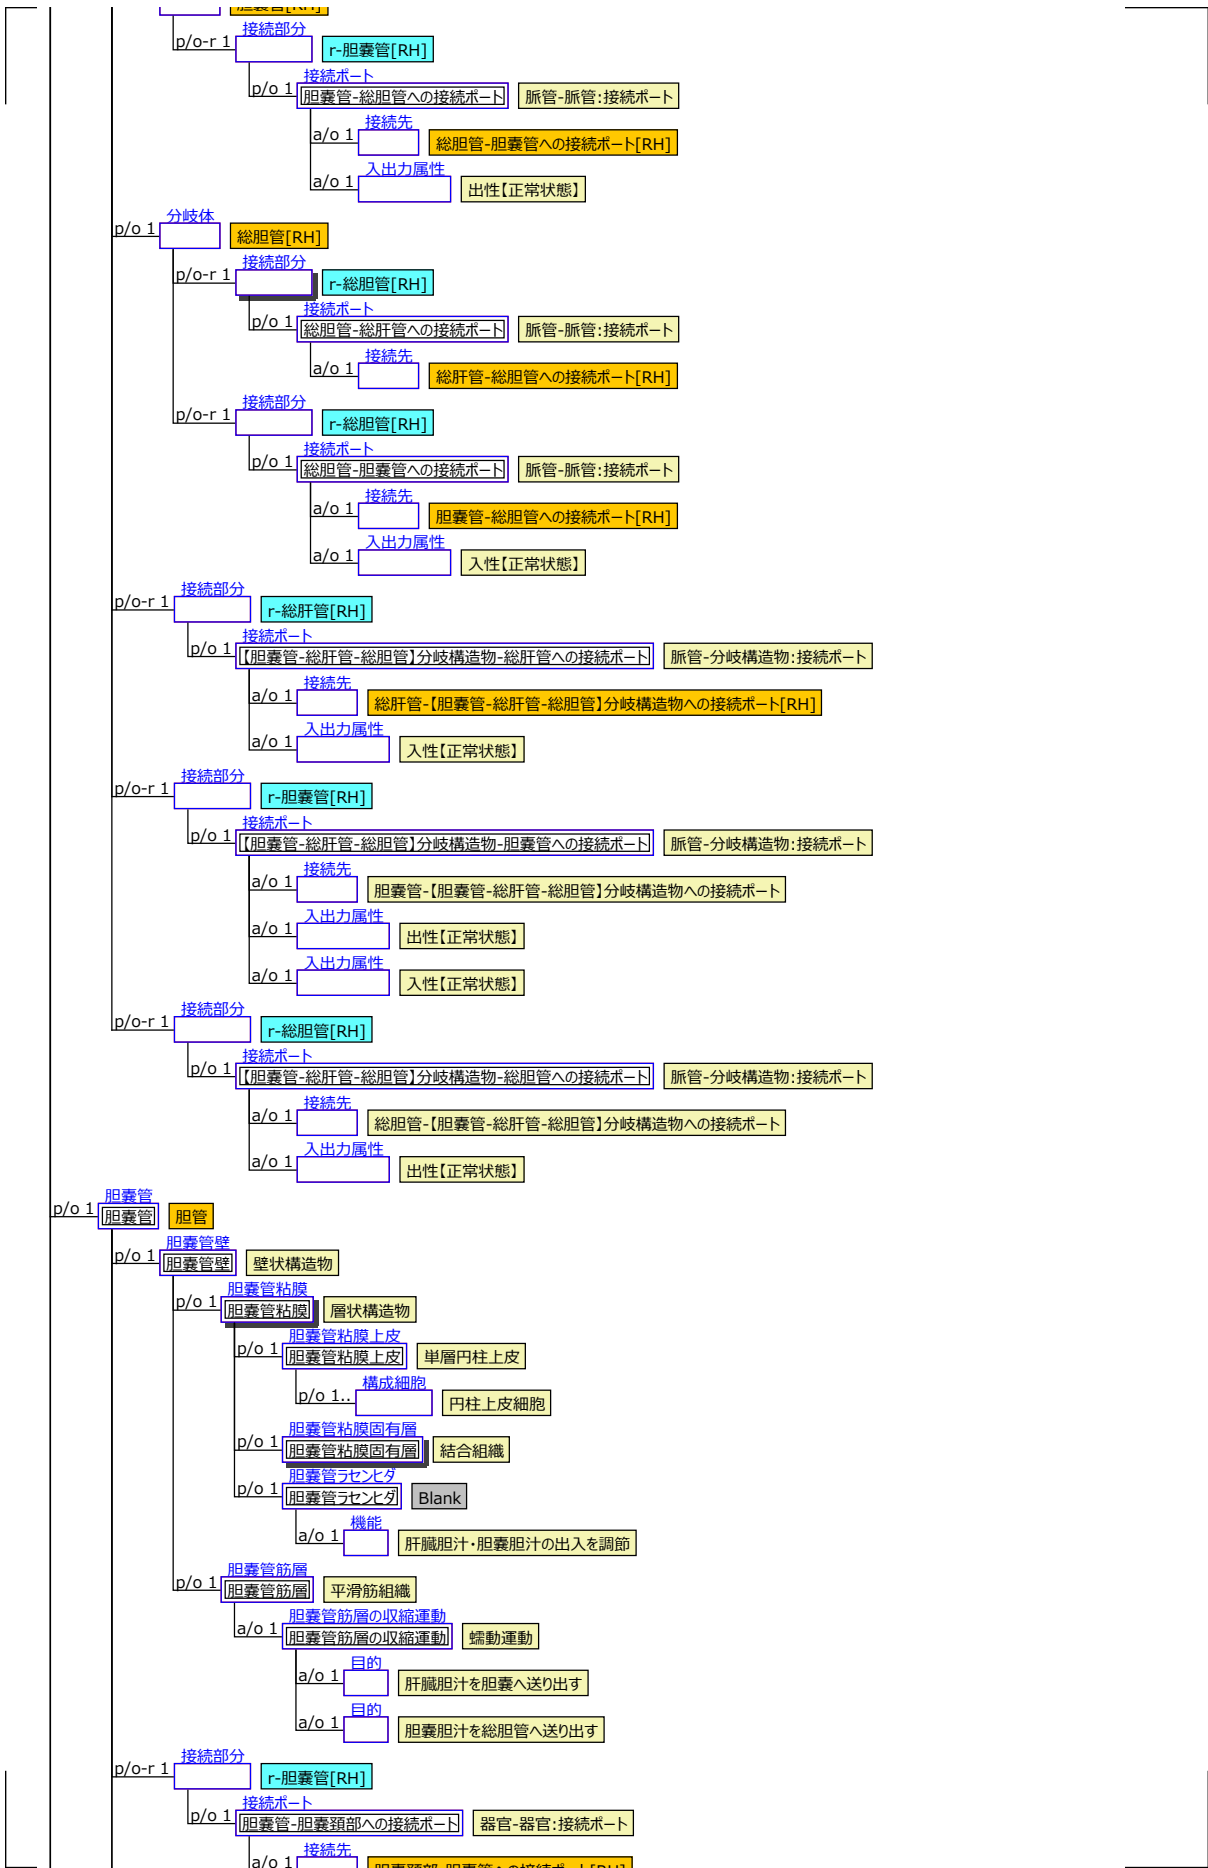 胆嚢管[RH]
接続部分
p/o-r 1 r-胆嚢管[RH]
接続ポート
p/o 1 胆嚢管-総胆管への接続ポート 脈管-脈管:接続ポート
接続先
a/o 1 総胆管-胆嚢管への接続ポート[RH]
入出力属性
a/o 1 出性【正常状態】
分岐体
p/o 1 総胆管[RH]
接続部分
p/o-r 1 r-総胆管[RH]
接続ポート
p/o 1 総胆管-総肝管への接続ポート 脈管-脈管:接続ポート
接続先
a/o 1 総肝管-総胆管への接続ポート[RH]
接続部分
p/o-r 1 r-総胆管[RH]
接続ポート
p/o 1 総胆管-胆嚢管への接続ポート 脈管-脈管:接続ポート
接続先
a/o 1 胆嚢管-総胆管への接続ポート[RH]
入出力属性
a/o 1 入性【正常状態】
接続部分
p/o-r 1 r-総肝管[RH]
接続ポート
p/o 1 【胆嚢管-総肝管-総胆管】分岐構造物-総肝管への接続ポート 脈管-分岐構造物:接続ポート
接続先
a/o 1 総肝管-【胆嚢管-総肝管-総胆管】分岐構造物への接続ポート[RH]
入出力属性
a/o 1 入性【正常状態】
接続部分
p/o-r 1 r-胆嚢管[RH]
接続ポート
p/o 1 【胆嚢管-総肝管-総胆管】分岐構造物-胆嚢管への接続ポート 脈管-分岐構造物:接続ポート
接続先
a/o 1 胆嚢管-【胆嚢管-総肝管-総胆管】分岐構造物への接続ポート
入出力属性
a/o 1 出性【正常状態】
入出力属性
a/o 1 入性【正常状態】
接続部分
p/o-r 1 r-総胆管[RH]
接続ポート
p/o 1 【胆嚢管-総肝管-総胆管】分岐構造物-総胆管への接続ポート 脈管-分岐構造物:接続ポート
接続先
a/o 1 総胆管-【胆嚢管-総肝管-総胆管】分岐構造物への接続ポート
入出力属性
a/o 1 出性【正常状態】
胆嚢管
p/o 1 胆嚢管 胆管
胆嚢管壁
p/o 1 胆嚢管壁 壁状構造物
胆嚢管粘膜
p/o 1 胆嚢管粘膜 層状構造物
胆嚢管粘膜上皮
p/o 1 胆嚢管粘膜上皮 単層円柱上皮
構成細胞
p/o 1.. 円柱上皮細胞
胆嚢管粘膜固有層
p/o 1 胆嚢管粘膜固有層 結合組織
胆嚢管ラセンヒダ
p/o 1 胆嚢管ラセンヒダ Blank
機能
a/o 1 肝臓胆汁・胆嚢胆汁の出入を調節
胆嚢管筋層
p/o 1 胆嚢管筋層 平滑筋組織
胆嚢管筋層の収縮運動
a/o 1 胆嚢管筋層の収縮運動 蠕動運動
目的
a/o 1 肝臓胆汁を胆嚢へ送り出す
目的
a/o 1 胆嚢胆汁を総胆管へ送り出す
接続部分
p/o-r 1 r-胆嚢管[RH]
接続ポート
p/o 1 胆嚢管-胆嚢頚部への接続ポート 器官-器官:接続ポート
接続先
a/o 1 胆嚢頚部-胆嚢管への接続ポート[RH]